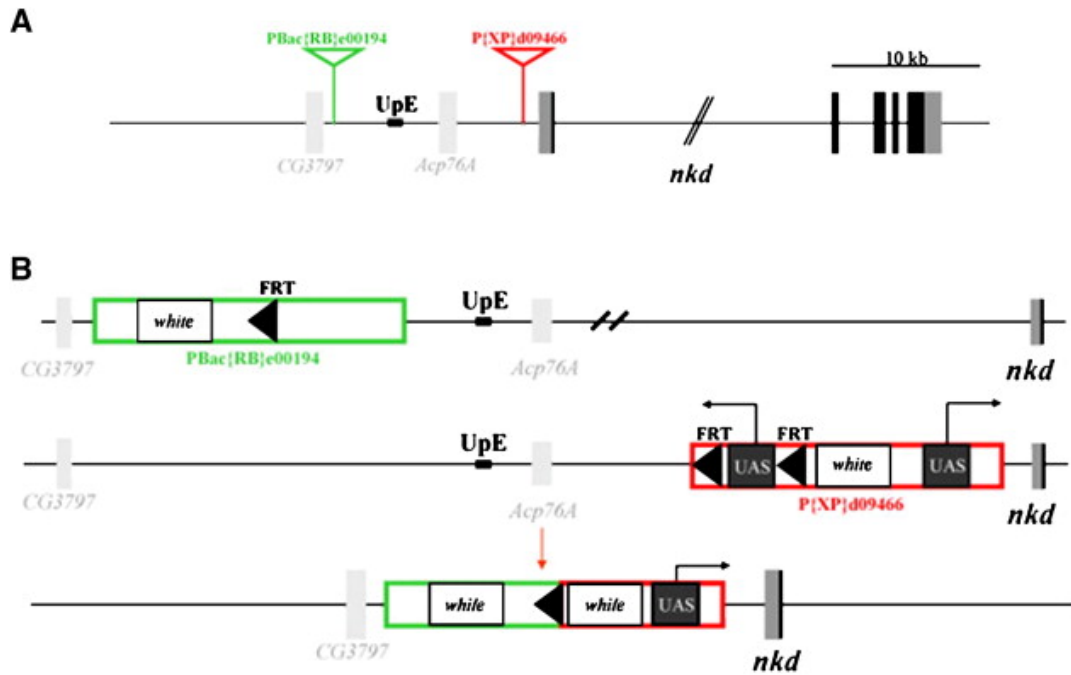 A
PBac{RB}e00194
P{XP}d09466
10 kb
UpE
CG3797
Acp76A
nkd
B
FRT
UpE
white
PBac{RB}e00194
CG3797
Acp76A
nkd
FRT
FRT
UpE
UAS
white
UAS
CG3797
Acp76A
P{XP}d09466
nkd
white
white
UAS
CG3797
nkd